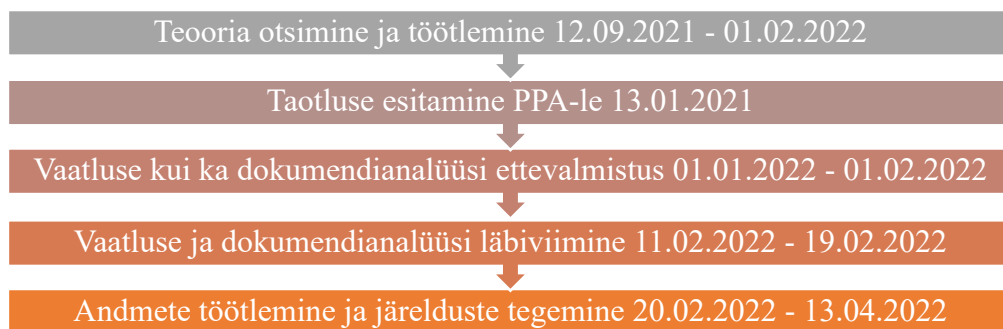 Teooria otsimine ja töötlemine 12.09.2021 - 01.02.2022
Taotluse esitamine PPA-le 13.01.2021
Vaatluse kui ka dokumendianalüüsi ettevalmistus 01.01.2022 - 01.02.2022
Vaatluse ja dokumendianalüüsi läbiviimine 11.02.2022 - 19.02.2022
Andmete töötlemine ja järelduste tegemine 20.02.2022 - 13.04.2022